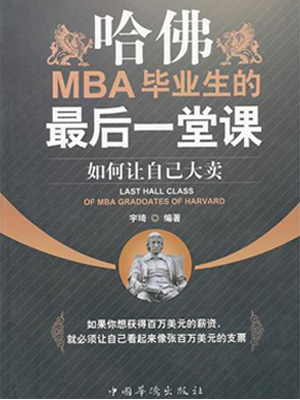 哈佛
MBA 毕业生的
最后一堂课
如何让自己大卖
LAST HALL CLASS
OF MBA GRADOATES OF HARVARD
宇琦 ◎ 编著
如果你想获得百万美元的薪资,
就必须让自己看起来像张百万美元的支票
中国华侨出版社